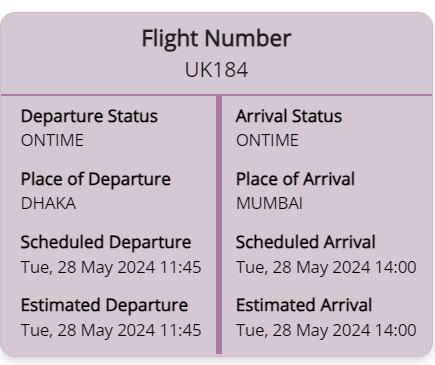 Flight Number
UK184
Departure Status
ONTIME
Place of Departure
DHAKA
Scheduled Departure
Tue, 28 May 2024 11:45
Estimated Departure
Tue, 28 May 2024 11:45
Arrival Status
ONTIME
Place of Arrival
MUMBAI
Scheduled Arrival
Tue, 28 May 2024 14:00
Estimated Arrival
Tue, 28 May 2024 14:00